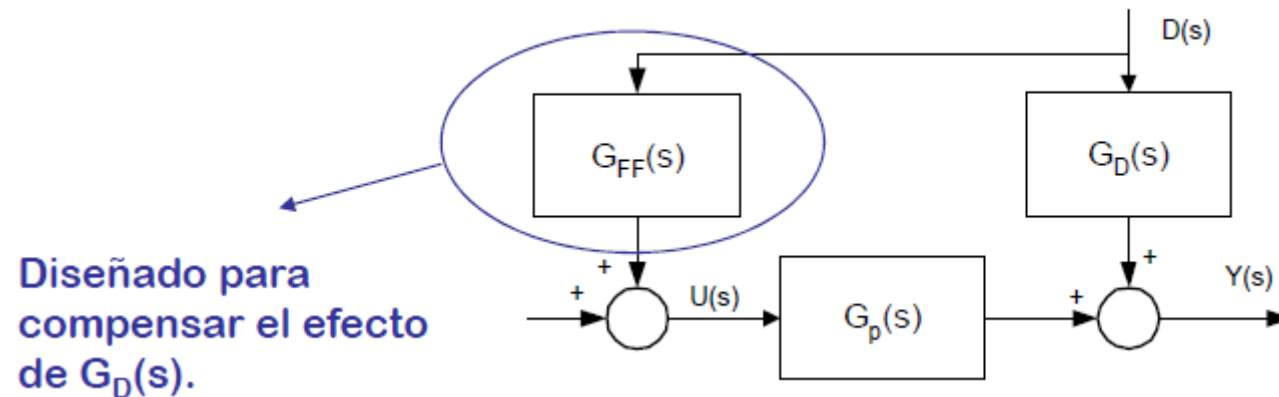 D(s)
G_FF(s)
G_D(s)
+
+
+
+
U(s)
G_p(s)
Y(s)
Diseñado para
compensar el efecto
de G_D(s).